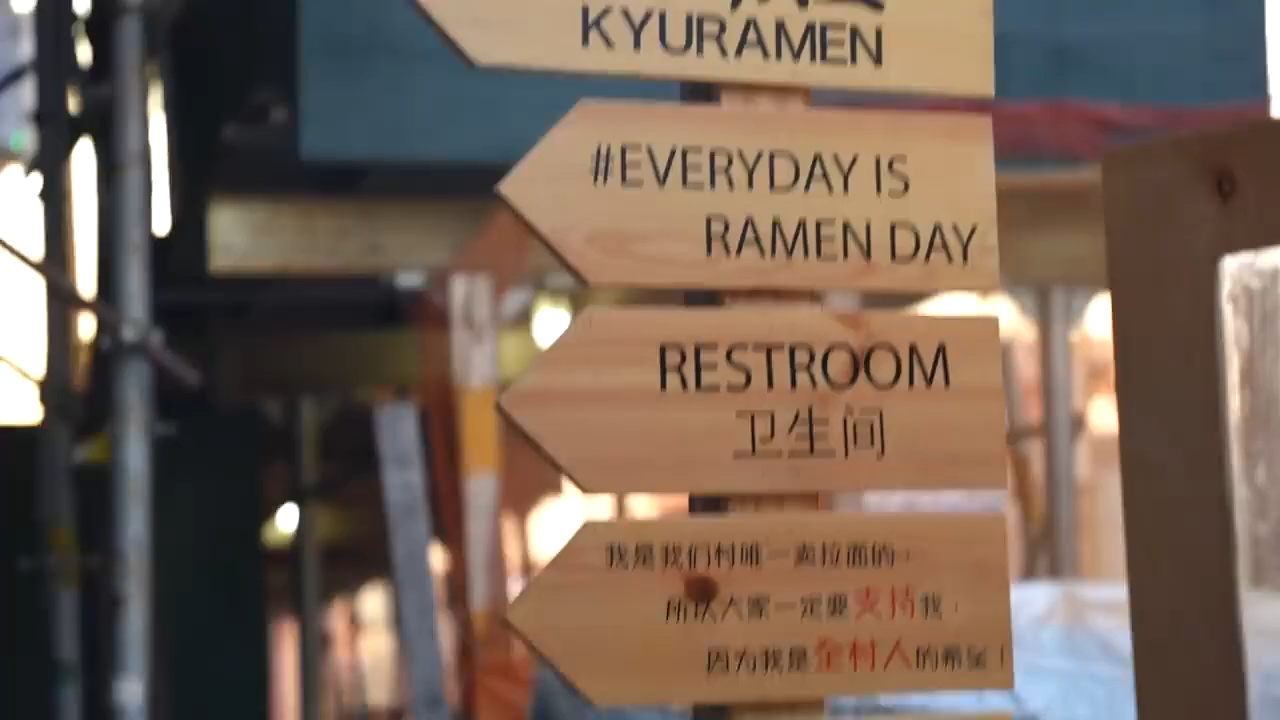 KYURAMEN
#EVERYDAY IS
RAMEN DAY
RESTROOM
卫生间
我是我们村唯一卖拉面的，
所以大家一定要支持我，
因为我是全村人的希望！